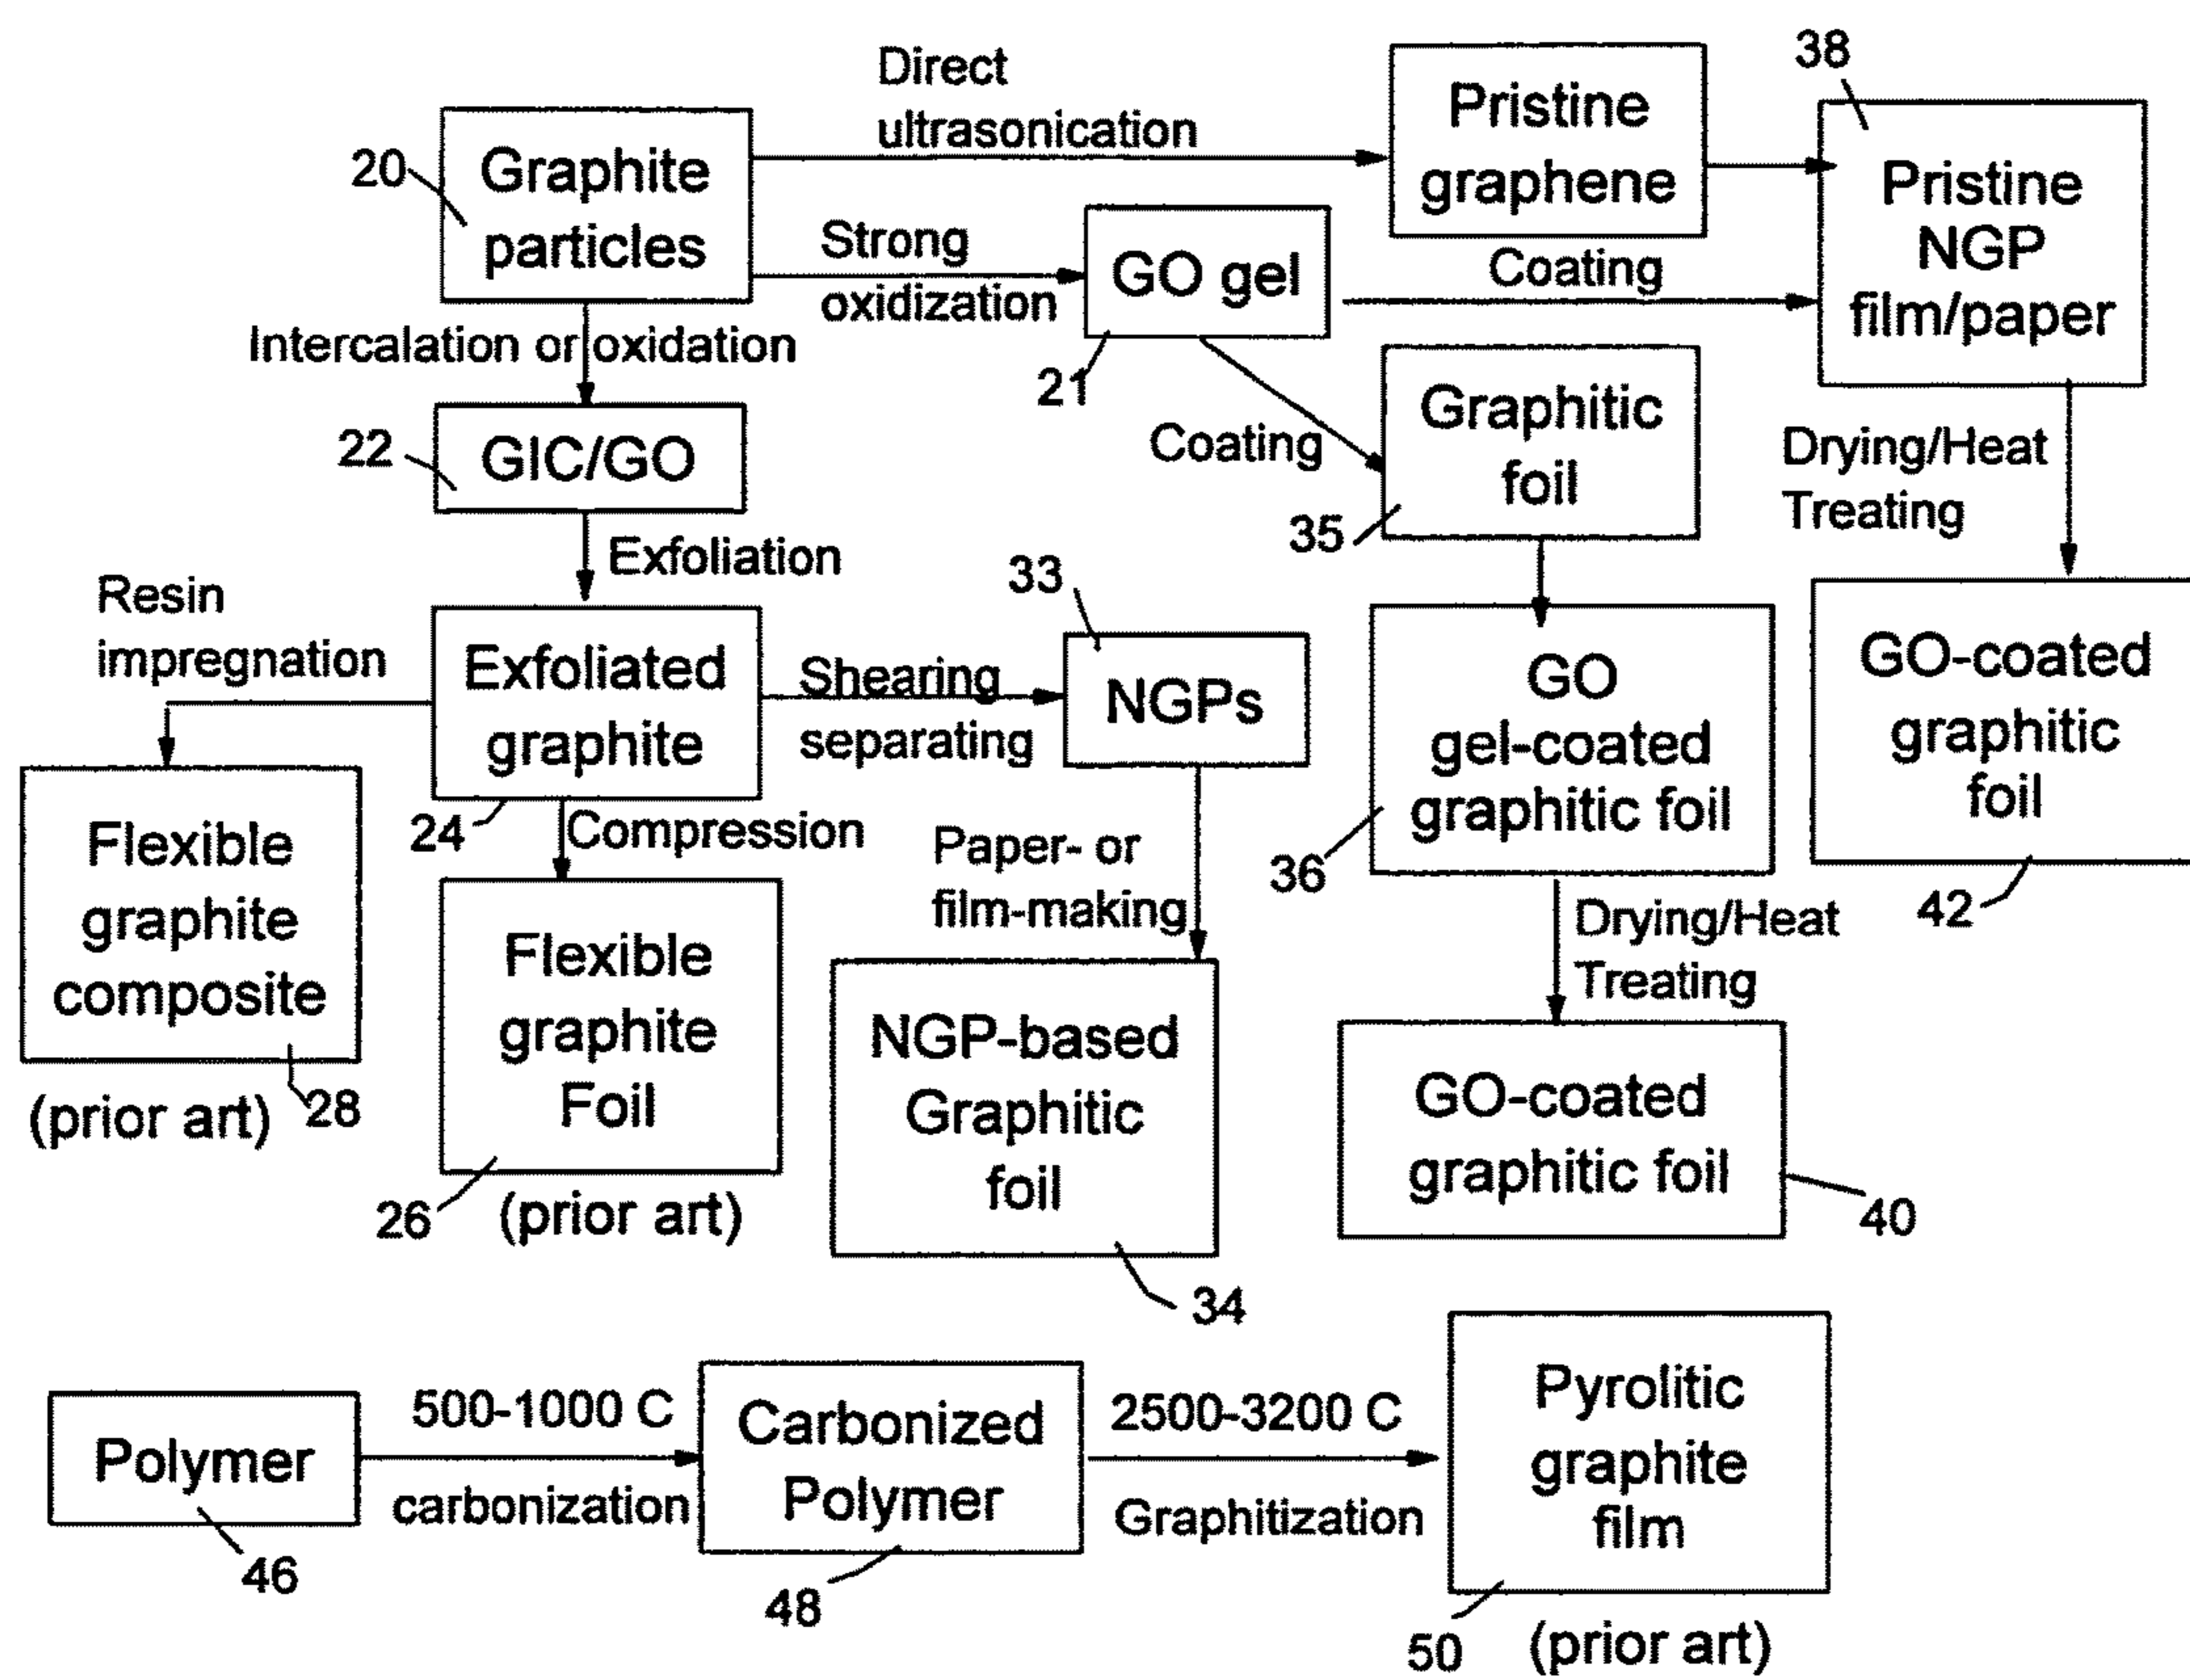 Direct
ultrasonication
38
Pristine
graphene
20
Graphite
particles
Pristine
NGP
film/paper
Strong
oxidization
GO gel
Coating
21
Intercalation or oxidation
22
GIC/GO
Coating
Graphitic
foil
35
Drying/Heat
Treating
Exfoliation
33
Resin
impregnation
Exfoliated
graphite
24
Shearing
separating
NGPs
GO
gel-coated
graphitic foil
36
GO-coated
graphitic
foil
42
Flexible
graphite
composite
(prior art)
28
Compression
Flexible
graphite
Foil
26
(prior art)
Paper- or
film-making
NGP-based
Graphitic
foil
34
Drying/Heat
Treating
GO-coated
graphitic foil
40
Polymer
46
500-1000 C
carbonization
Carbonized
Polymer
48
2500-3200 C
Graphitization
Pyrolitic
graphite
film
50
(prior art)